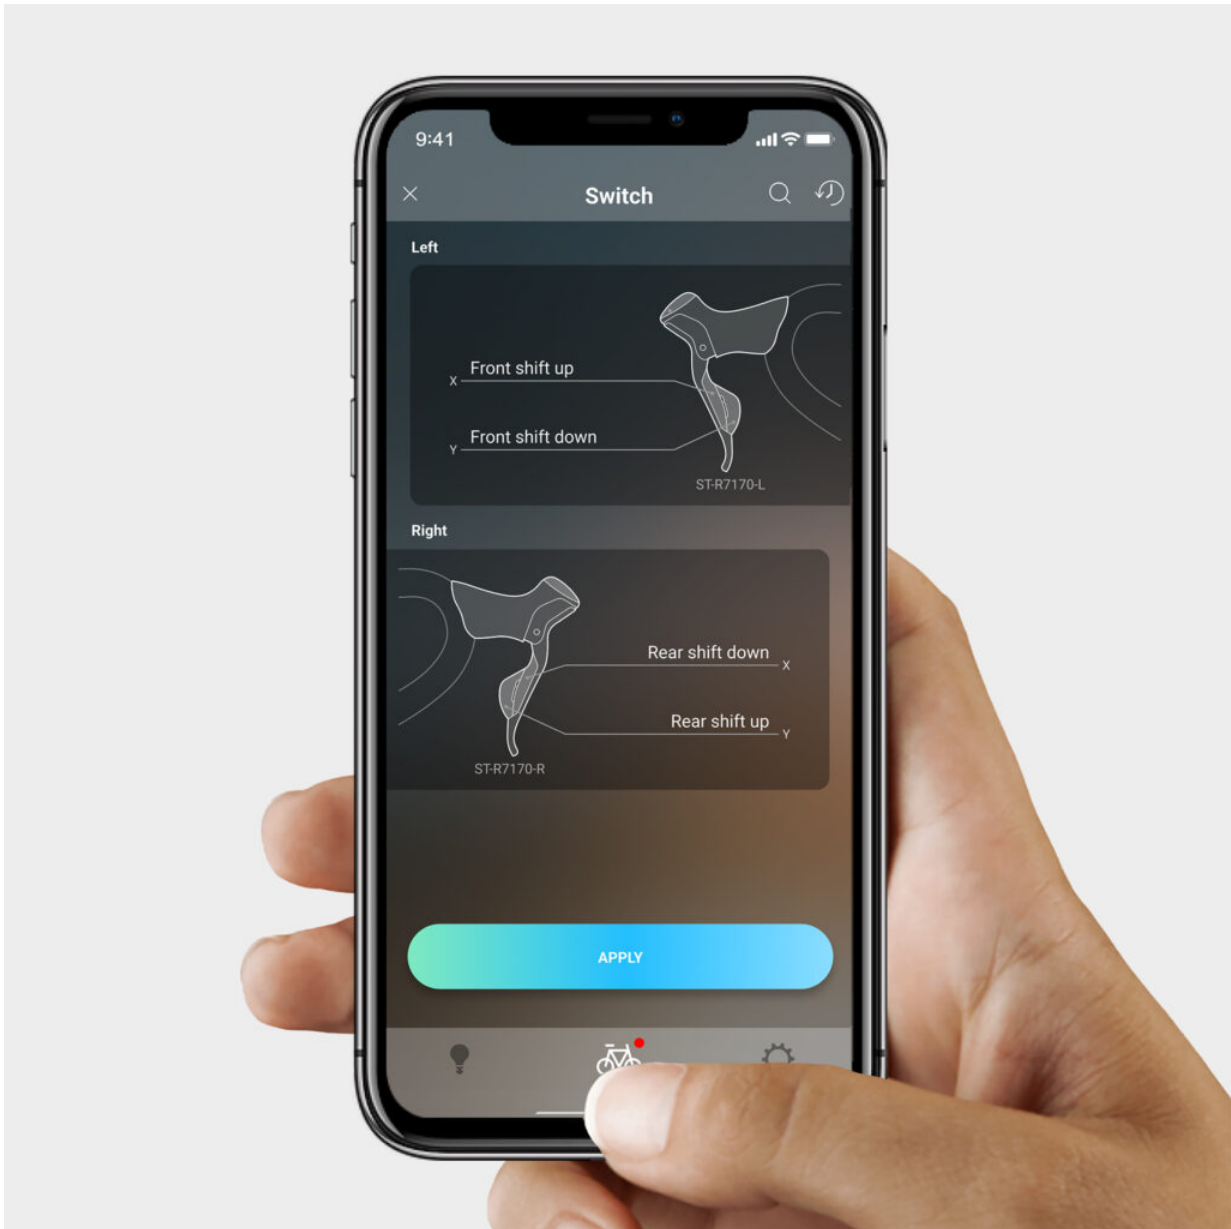 9:41
Switch
Left
Front shift up
X
Front shift down
Y
ST-R7170-L
Right
Rear shift down
X
Rear shift up
Y
ST-R7170-R
APPLY